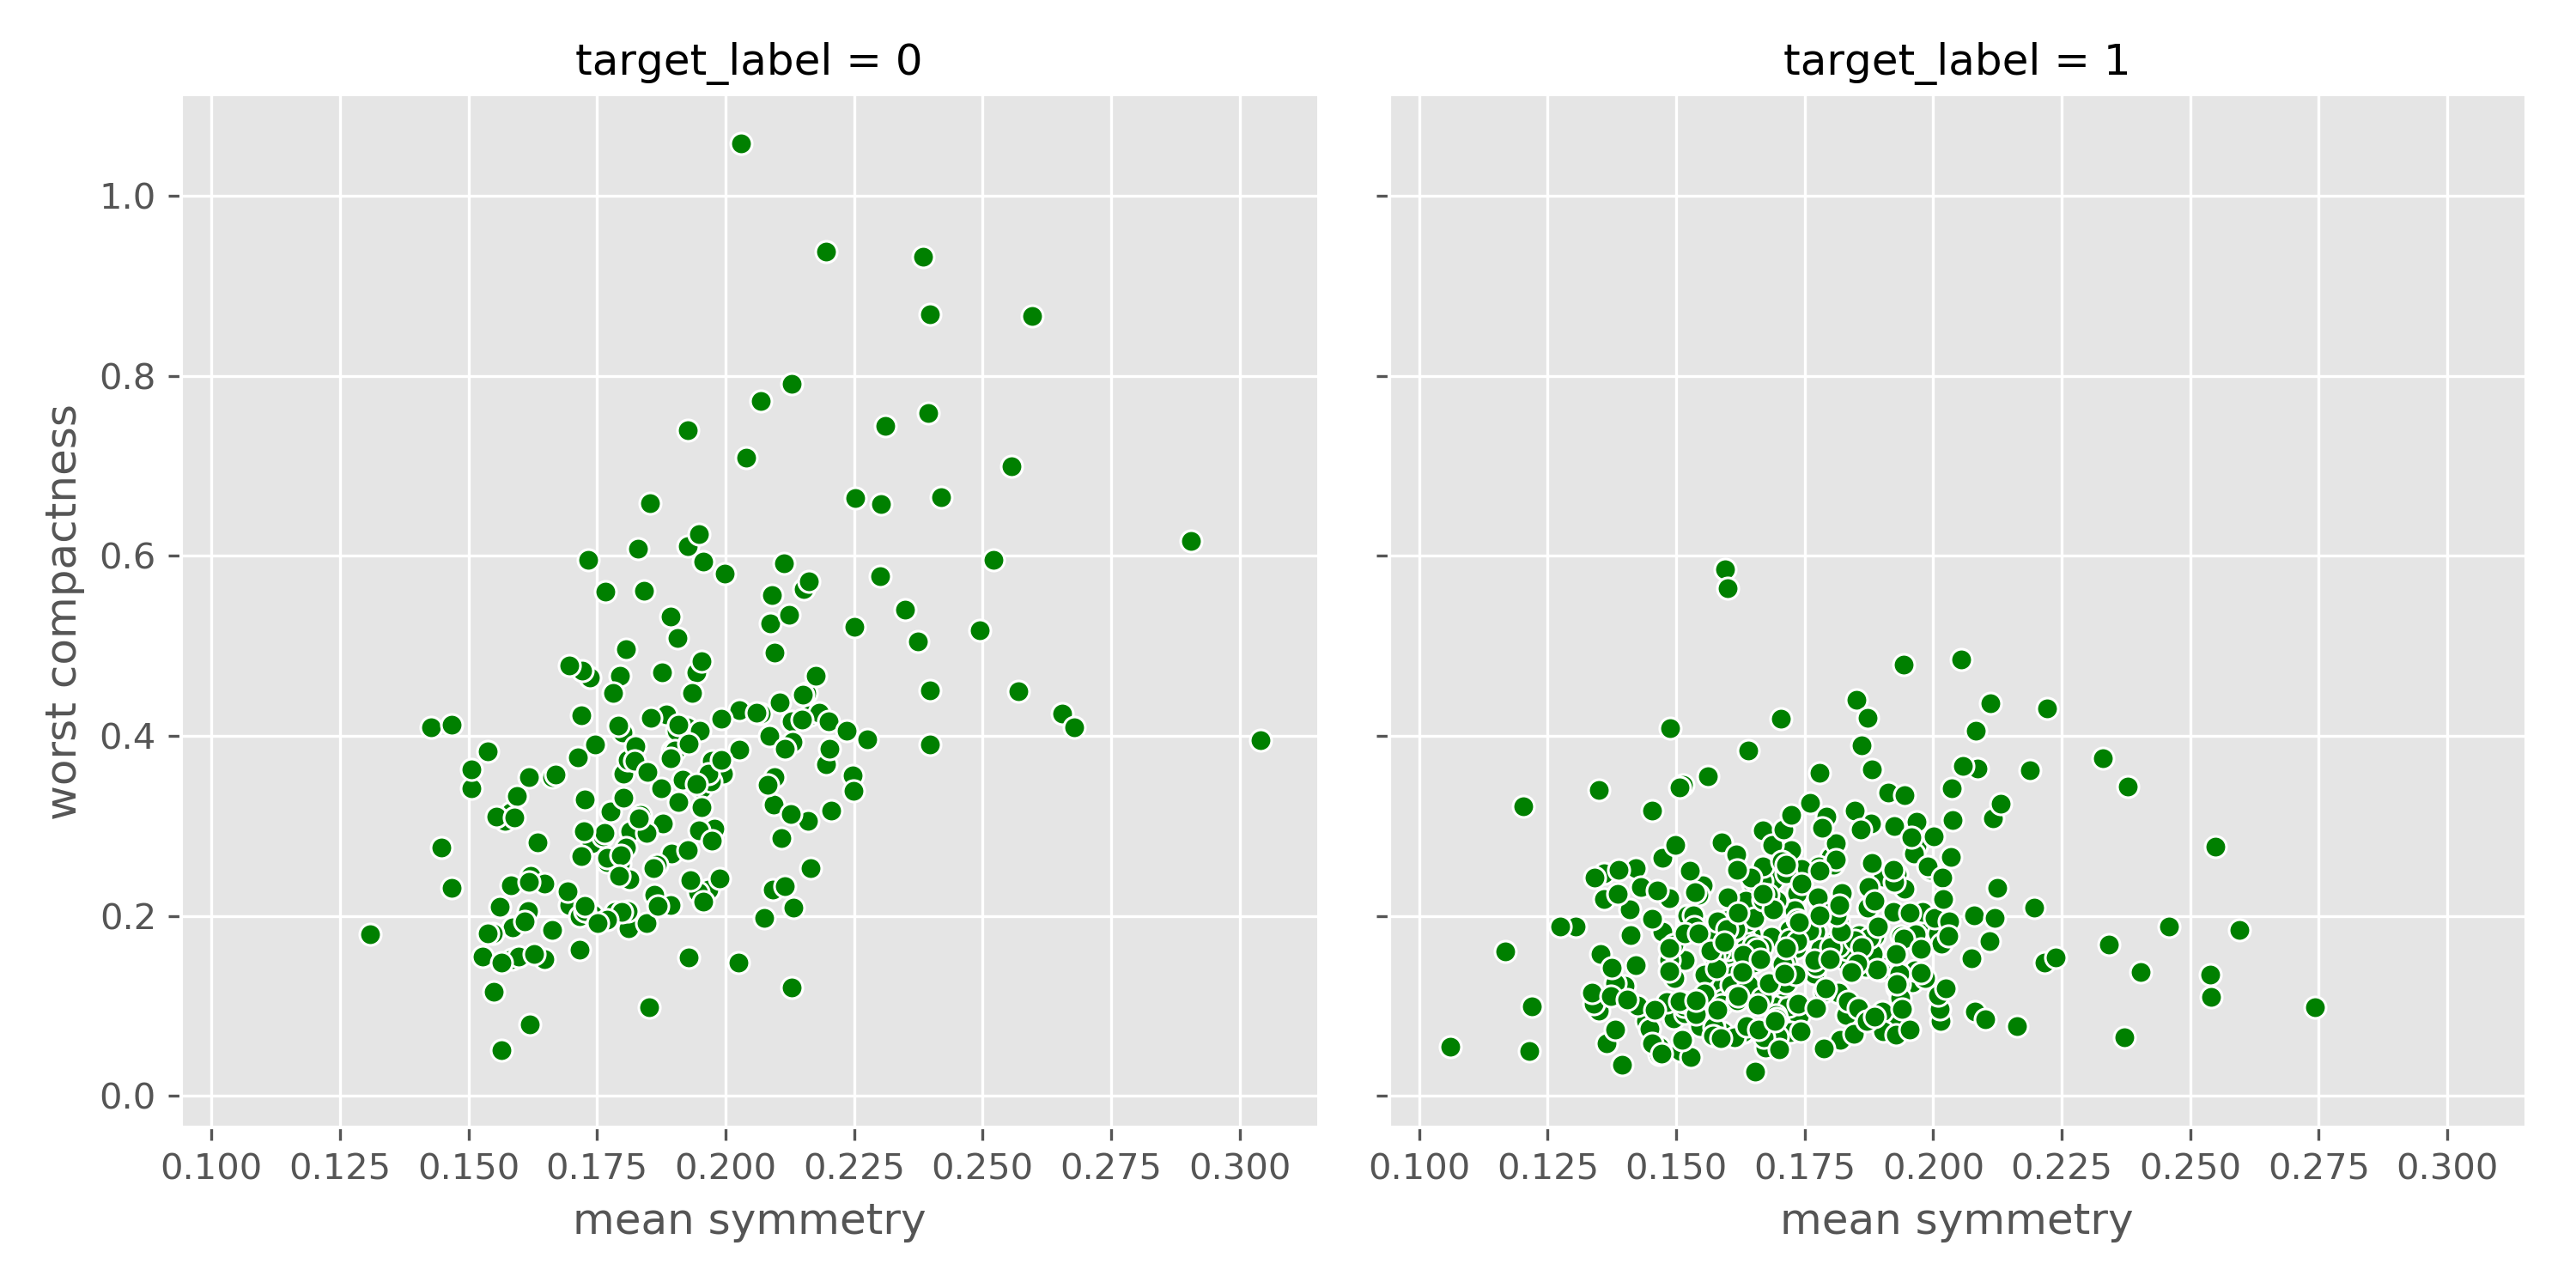 target_label = 0
target_label = 1
worst compactness
1.0
0.8
0.6
0.4
0.2
0.0
0.100 0.125 0.150 0.175 0.200 0.225 0.250 0.275 0.300
0.100 0.125 0.150 0.175 0.200 0.225 0.250 0.275 0.300
mean symmetry
mean symmetry